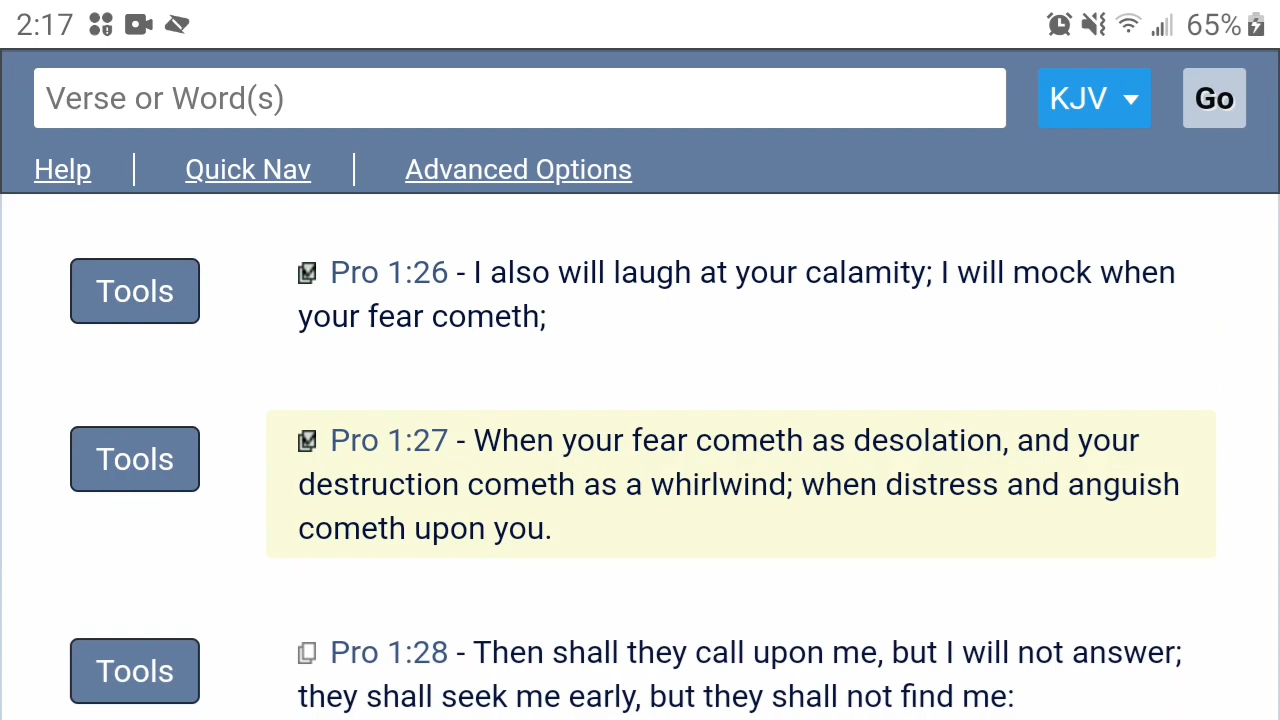 2:17 65%
Verse or Word(s) KJV Go
Help Quick Nav Advanced Options
Tools Pro 1:26 - I also will laugh at your calamity; I will mock when
your fear cometh;
Tools Pro 1:27 - When your fear cometh as desolation, and your
destruction cometh as a whirlwind; when distress and anguish
cometh upon you.
Tools Pro 1:28 - Then shall they call upon me, but I will not answer;
they shall seek me early, but they shall not find me: